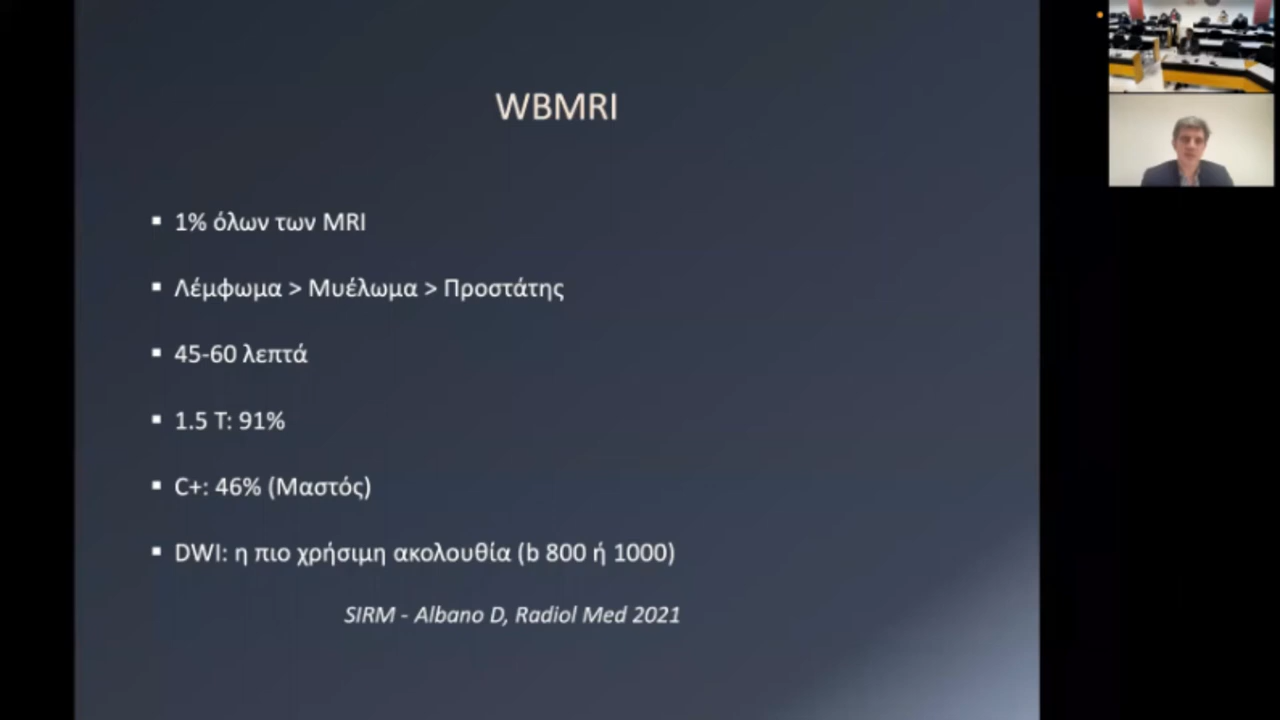 WBMRI
1% όλων των MRI
Λέμφωμα > Μυέλωμα > Προστάτης
45-60 λεπτά
1.5 T: 91%
C+: 46% (Μαστός)
DWI: η πιο χρήσιμη ακολουθία (b 800 ή 1000)
SIRM - Albano D, Radiol Med 2021